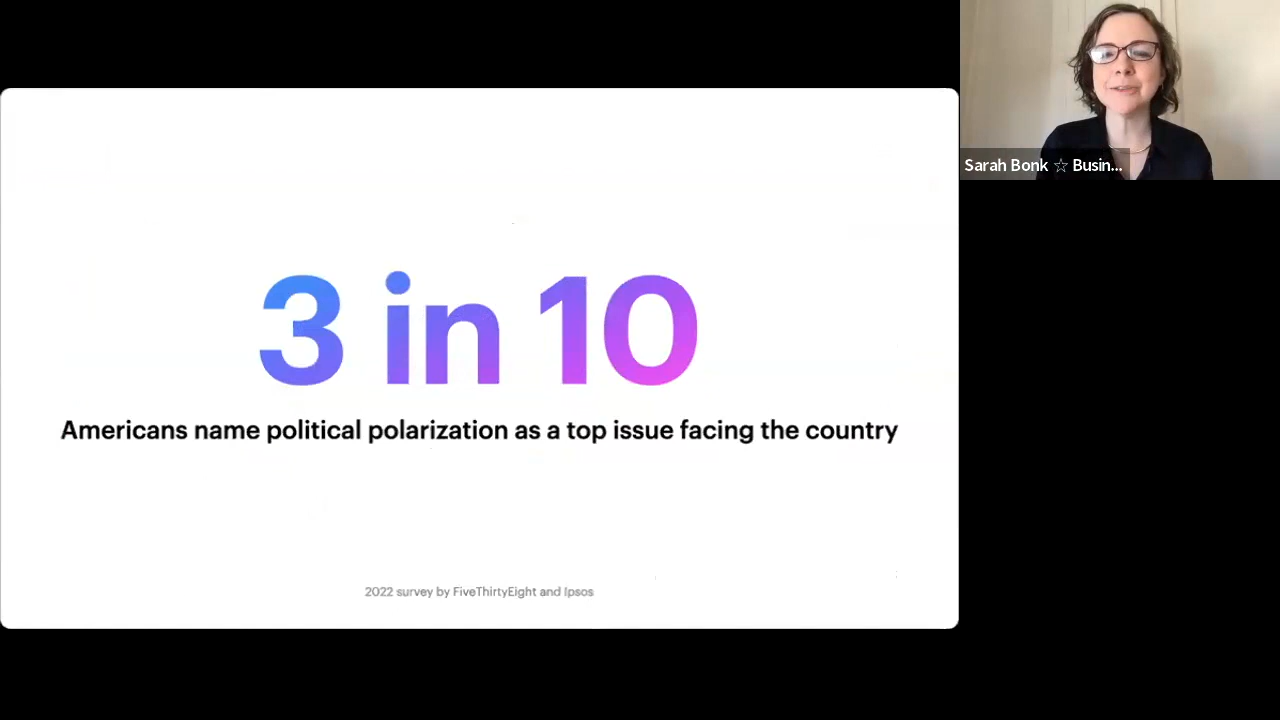 3 in 10
Americans name political polarization as a top issue facing the country
2022 survey by FiveThirtyEight and Ipsos
Sarah Bonk ☆ Busin...